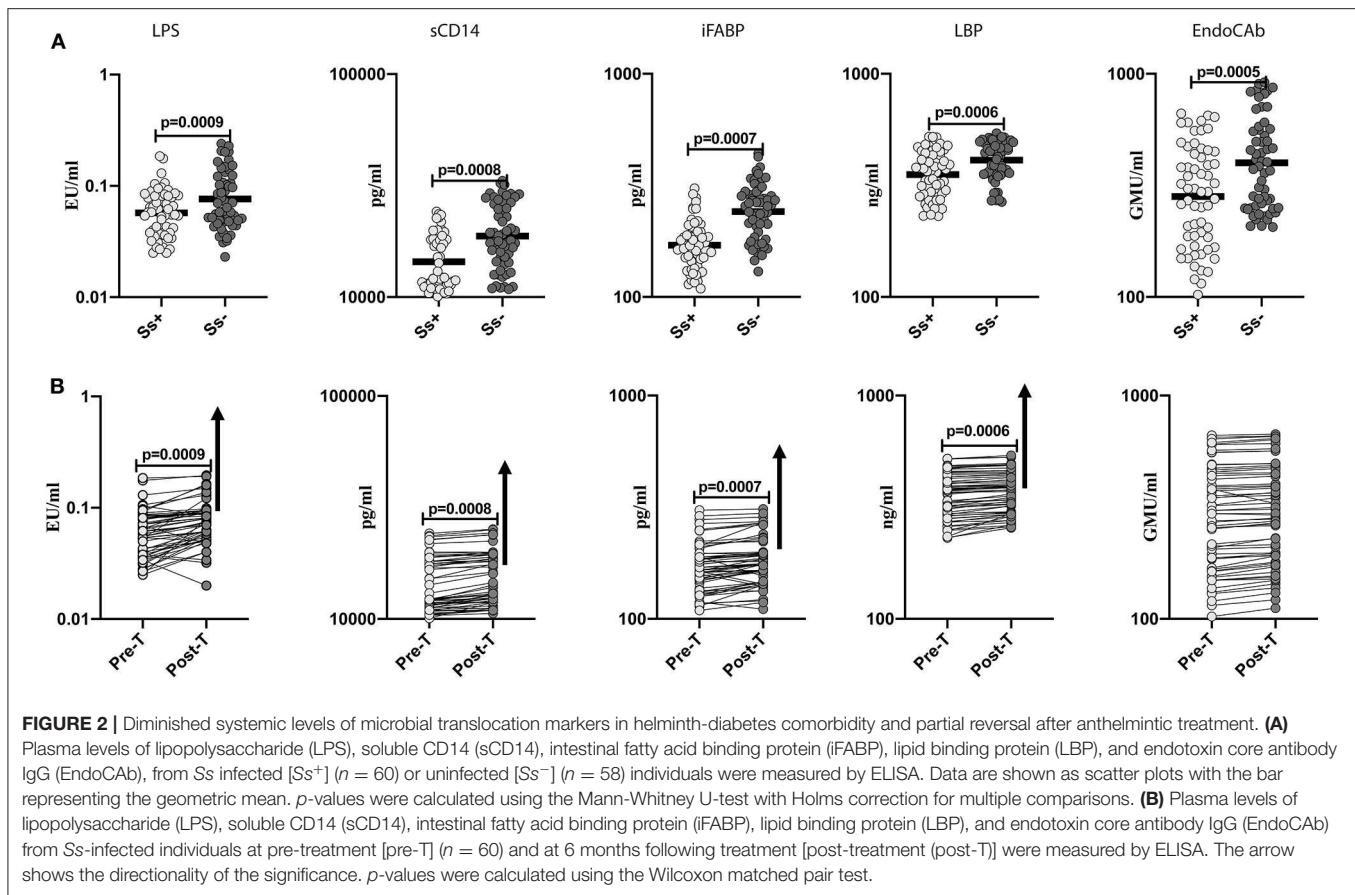 A
LPS
sCD14
iFABP
LBP
EndoCAb
1
0.1
0.01
EU/ml
p=0.0009
Ss+
Ss-
100000
10000
pg/ml
p=0.0008
Ss+
Ss-
1000
100
pg/ml
p=0.0007
Ss+
Ss-
1000
100
ng/ml
p=0.0006
Ss+
Ss-
1000
100
GMU/ml
p=0.0005
Ss+
Ss-
B
1
0.1
0.01
EU/ml
p=0.0009
Pre-T
Post-T
100000
10000
pg/ml
p=0.0008
Pre-T
Post-T
1000
100
pg/ml
p=0.0007
Pre-T
Post-T
1000
100
ng/ml
p=0.0006
Pre-T
Post-T
1000
100
GMU/ml
Pre-T
Post-T
FIGURE 2 | Diminished systemic levels of microbial translocation markers in helminth-diabetes comorbidity and partial reversal after anthelmintic treatment. (A)
Plasma levels of lipopolysaccharide (LPS), soluble CD14 (sCD14), intestinal fatty acid binding protein (iFABP), lipid binding protein (LBP), and endotoxin core antibody
IgG (EndoCAb), from Ss infected [Ss⁺] (n = 60) or uninfected [Ss⁻] (n = 58) individuals were measured by ELISA. Data are shown as scatter plots with the bar
representing the geometric mean. p-values were calculated using the Mann-Whitney U-test with Holms correction for multiple comparisons. (B) Plasma levels of
lipopolysaccharide (LPS), soluble CD14 (sCD14), intestinal fatty acid binding protein (iFABP), lipid binding protein (LBP), and endotoxin core antibody IgG (EndoCAb)
from Ss-infected individuals at pre-treatment [pre-T] (n = 60) and at 6 months following treatment [post-treatment (post-T)] were measured by ELISA. The arrow
shows the directionality of the significance. p-values were calculated using the Wilcoxon matched pair test.